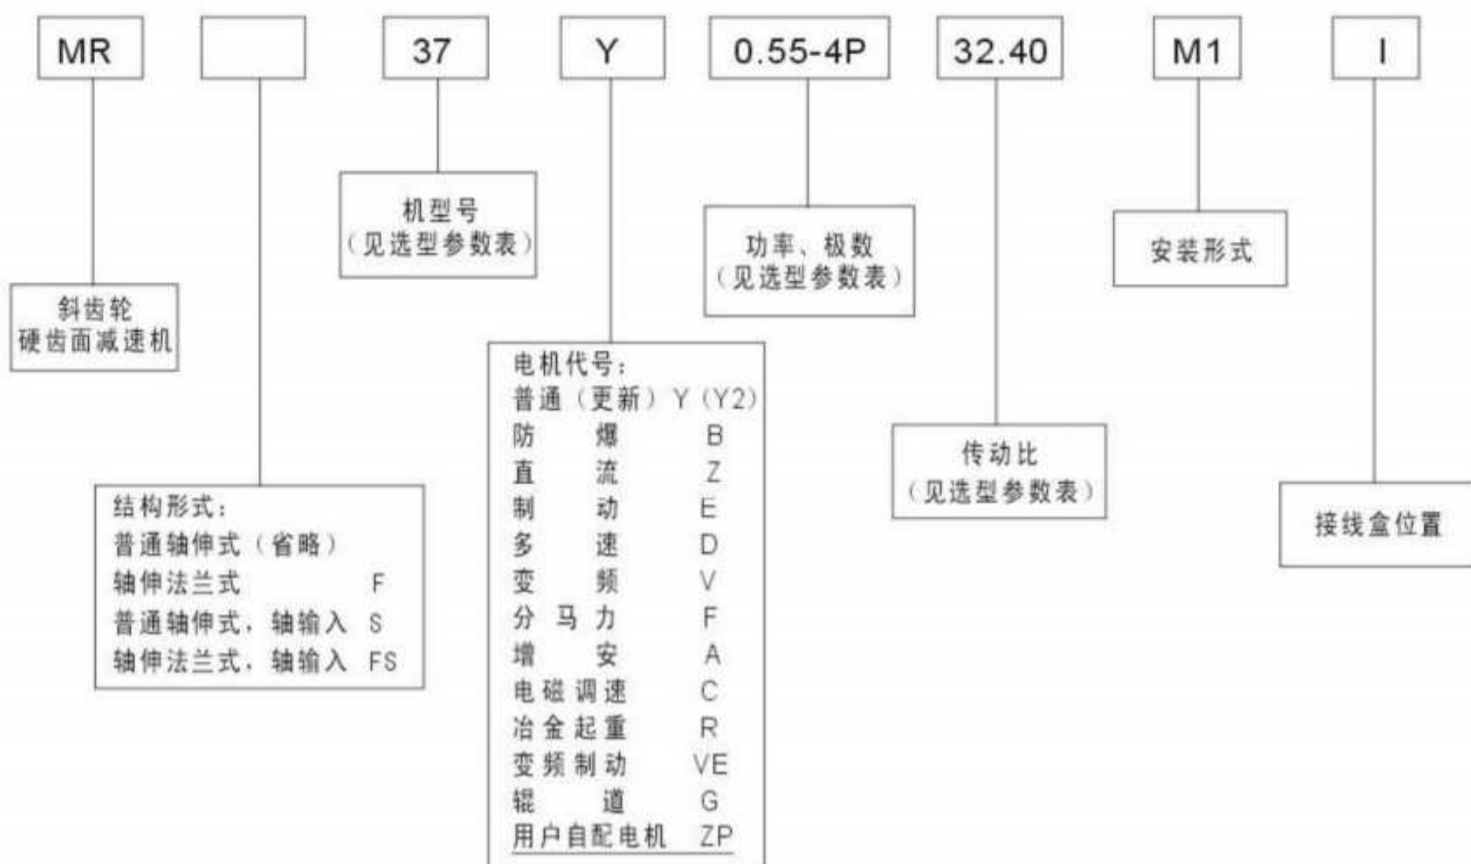 MR 37 Y 0.55-4P 32.40 M1 I
斜齿轮
硬齿面减速机
结构形式：
普通轴伸式（省略）
轴伸法兰式 F
普通轴伸式，轴输入 S
轴伸法兰式，轴输入 FS
机型号
（见选型参数表）
电机代号：
普通（更新）Y（Y2）
防爆 B
直流 Z
制动 E
多速 D
变频 V
分马力 F
增安 A
电磁调速 C
冶金起重 R
变频制动 VE
辊道 G
用户自配电机 ZP
功率、极数
（见选型参数表）
传动比
（见选型参数表）
安装形式
接线盒位置